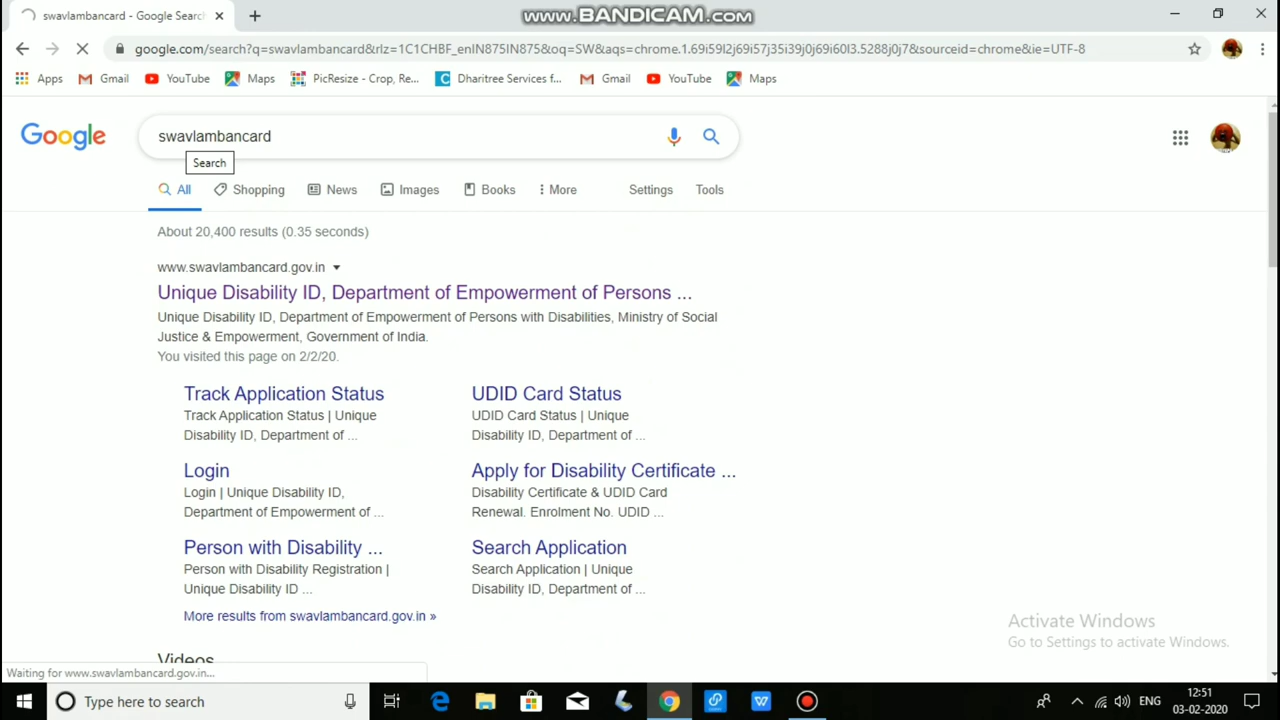 swavlambancard - Google Search
www.BANDICAM.com
google.com/search?q=swavlambancard&rlz=1C1CHBF_enIN875IN875&oq=SW&aqs=chrome.1.69i59l2j69i57j35i39j0j69i60l3.5288j0j7&sourceid=chrome&ie=UTF-8
Apps Gmail YouTube Maps PicResize - Crop, Re... Dharitree Services f... Gmail YouTube Maps
Google
swavlambancard
Search
All Shopping News Images Books More Settings Tools
About 20,400 results (0.35 seconds)
www.swavlambancard.gov.in
Unique Disability ID, Department of Empowerment of Persons ...
Unique Disability ID, Department of Empowerment of Persons with Disabilities, Ministry of Social
Justice & Empowerment, Government of India.
You visited this page on 2/2/20.
Track Application Status
Track Application Status | Unique
Disability ID, Department of ...
UDID Card Status
UDID Card Status | Unique
Disability ID, Department of ...
Login
Login | Unique Disability ID,
Department of Empowerment of ...
Apply for Disability Certificate ...
Disability Certificate & UDID Card
Renewal. Enrolment No. UDID ...
Person with Disability ...
Person with Disability Registration |
Unique Disability ID ...
Search Application
Search Application | Unique
Disability ID, Department of ...
More results from swavlambancard.gov.in »
Videos
Activate Windows
Go to Settings to activate Windows.
Waiting for www.swavlambancard.gov.in...
Type here to search
ENG
12:51
03-02-2020